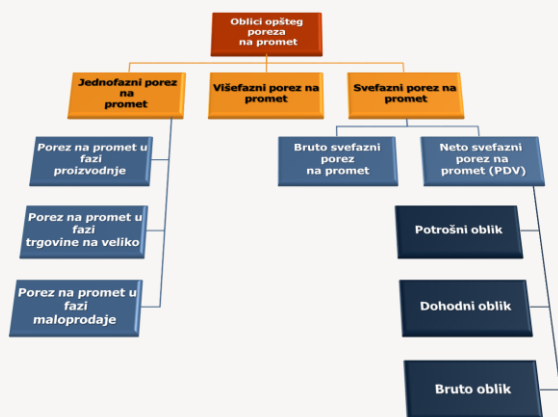 Oblici opšteg
poreza
na promet
Jednofazni porez
na
promet
Višefazni porez na
promet
Svefazni porez na
promet
Porez na promet u
fazi
proizvodnje
Porez na promet u
fazi
trgovine na veliko
Porez na promet u
fazi
maloprodaje
Bruto svefazni
porez
na promet
Neto svefazni
porez na
promet (PDV)
Potrošni oblik
Dohodni oblik
Bruto oblik